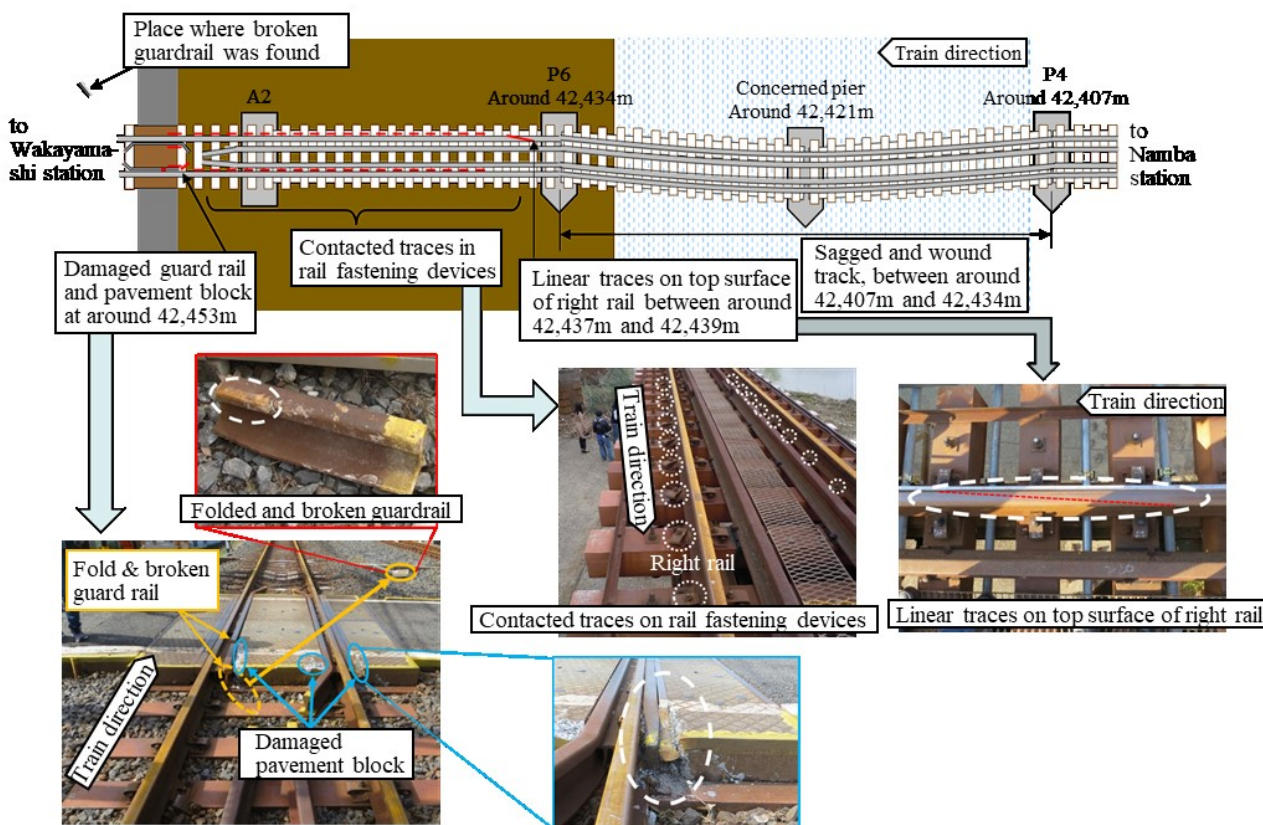 Place where broken
guardrail was found
Train direction
A2
P6
Around 42,434m
Concerned pier
Around 42,421m
P4
Around 42,407m
to
Wakayama-
shi station
to
Namba
station
Contacted traces in
rail fastening devices
Damaged guard rail
and pavement block
at around 42,453m
Linear traces on top surface
of right rail between around
42,437m and 42,439m
Sagged and wound
track, between around
42,407m and 42,434m
Folded and broken guardrail
Train direction
Right rail
Contacted traces on rail fastening devices
Train direction
Linear traces on top surface of right rail
Fold & broken
guard rail
Train direction
Damaged
pavement block